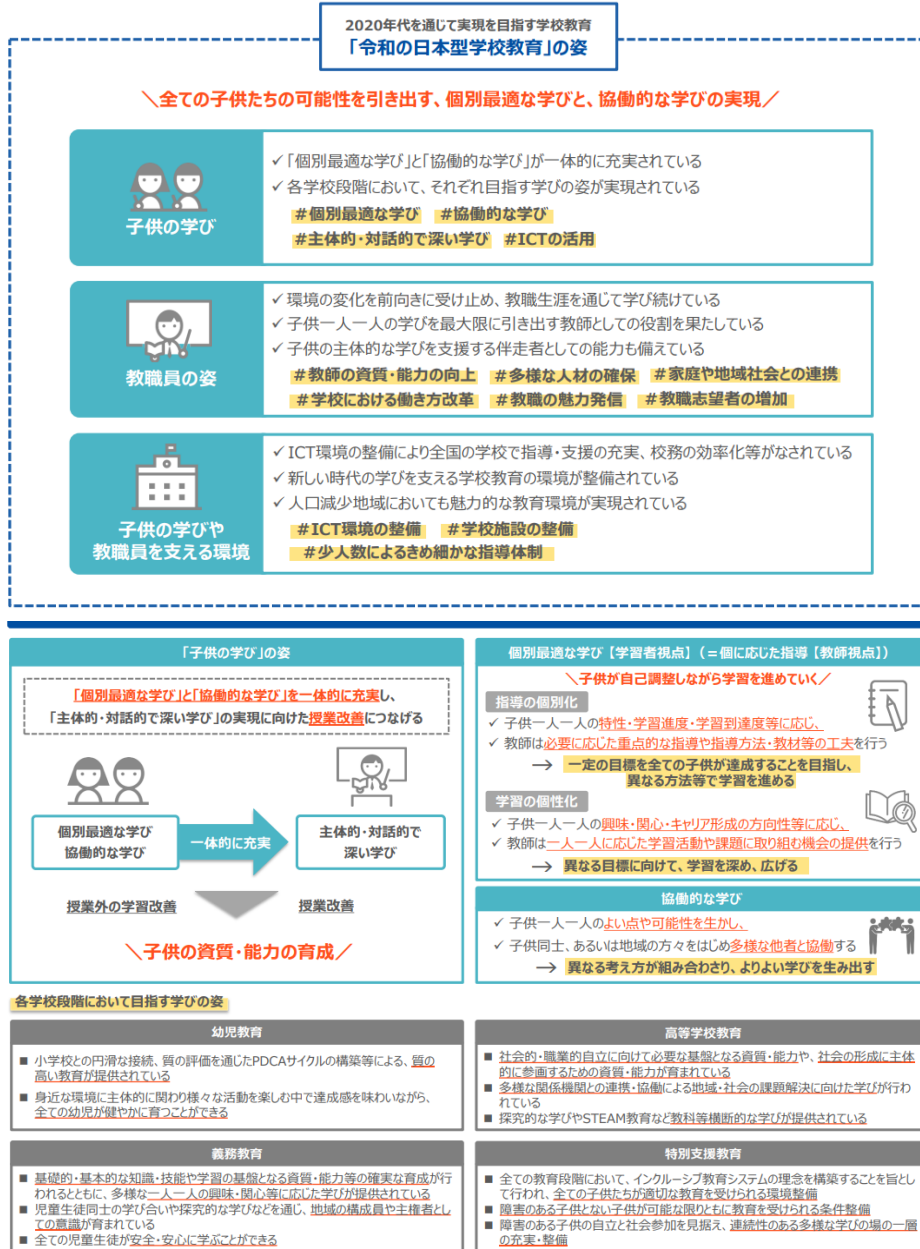 2020年代を通じて実現を目指す学校教育
「令和の日本型学校教育」の姿
＼全ての子供たちの可能性を引き出す、個別最適な学びと、協働的な学びの実現／
子供の学び
✓「個別最適な学び」と「協働的な学び」が一体的に充実されている
✓各学校段階において、それぞれ目指す学びの姿が実現されている
＃個別最適な学び ＃協働的な学び
＃主体的・対話的で深い学び ＃ICTの活用
教職員の姿
✓環境の変化を前向きに受け止め、教職生涯を通じて学び続けている
✓子供一人一人の学びを最大限に引き出す教師としての役割を果たしている
✓子供の主体的な学びを支援する伴走者としての能力も備えている
＃教師の資質・能力の向上 ＃多様な人材の確保 ＃家庭や地域社会との連携
＃学校における働き方改革 ＃教職の魅力発信 ＃教職志望者の増加
子供の学びや
教職員を支える環境
✓ICT環境の整備により全国の学校で指導・支援の充実、校務の効率化等がなされている
✓新しい時代の学びを支える学校教育の環境が整備されている
✓人口減少地域においても魅力的な教育環境が実現されている
＃ICT環境の整備 ＃学校施設の整備
＃少人数によるきめ細かな指導体制
「子供の学び」の姿
「個別最適な学び」と「協働的な学び」を一体的に充実し、
「主体的・対話的で深い学び」の実現に向けた授業改善につなげる
個別最適な学び
協働的な学び
一体的に充実
主体的・対話的で
深い学び
授業外の学習改善
授業改善
＼子供の資質・能力の育成／
個別最適な学び【学習者視点】（＝個に応じた指導【教師視点】）
＼子供が自己調整しながら学習を進めていく／
指導の個別化
✓ 子供一人一人の特性・学習進度・学習到達度等に応じ、
✓ 教師は必要に応じた重点的な指導や指導方法・教材等の工夫を行う
→ 一定の目標を全ての子供が達成することを目指し、
異なる方法等で学習を進める
学習の個性化
✓ 子供一人一人の興味・関心・キャリア形成の方向性等に応じ、
✓ 教師は一人一人に応じた学習活動や課題に取り組む機会の提供を行う
→ 異なる目標に向けて、学習を深め、広げる
協働的な学び
✓ 子供一人一人のよい点や可能性を生かし、
✓ 子供同士、あるいは地域の方々をはじめ多様な他者と協働する
→ 異なる考え方が組み合わさり、よりよい学びを生み出す
各学校段階において目指す学びの姿
幼児教育
■ 小学校との円滑な接続、質の評価を通じたPDCAサイクルの構築等による、質の
高い教育が提供されている
■ 身近な環境に主体的に関わり様々な活動を楽しむ中で達成感を味わいながら、
全ての幼児が健やかに育つことができる
高等学校教育
■ 社会的・職業的自立に向けて必要な基盤となる資質・能力や、社会の形成に主体
的に参画するための資質・能力が育まれている
■ 多様な関係機関との連携・協働による地域・社会の課題解決に向けた学びが行わ
れている
■ 探究的な学びやSTEAM教育など教科等横断的な学びが提供されている
義務教育
■ 基礎的・基本的な知識・技能や学習の基盤となる資質・能力等の確実な育成が行
われるとともに、多様な一人一人の興味・関心等に応じた学びが提供されている
■ 児童生徒同士の学び合いや探究的な学びなどを通じ、地域の構成員や主権者とし
ての意識が育まれている
■ 全ての児童生徒が安全・安心に学ぶことができる
特別支援教育
■ 全ての教育段階において、インクルーシブ教育システムの理念を構築することを旨とし
て行われ、全ての子供たちが適切な教育を受けられる環境整備
■ 障害のある子供とない子供が可能な限りともに教育を受けられる条件整備
■ 障害のある子供の自立と社会参加を見据え、連続性のある多様な学びの場の一層
の充実・整備